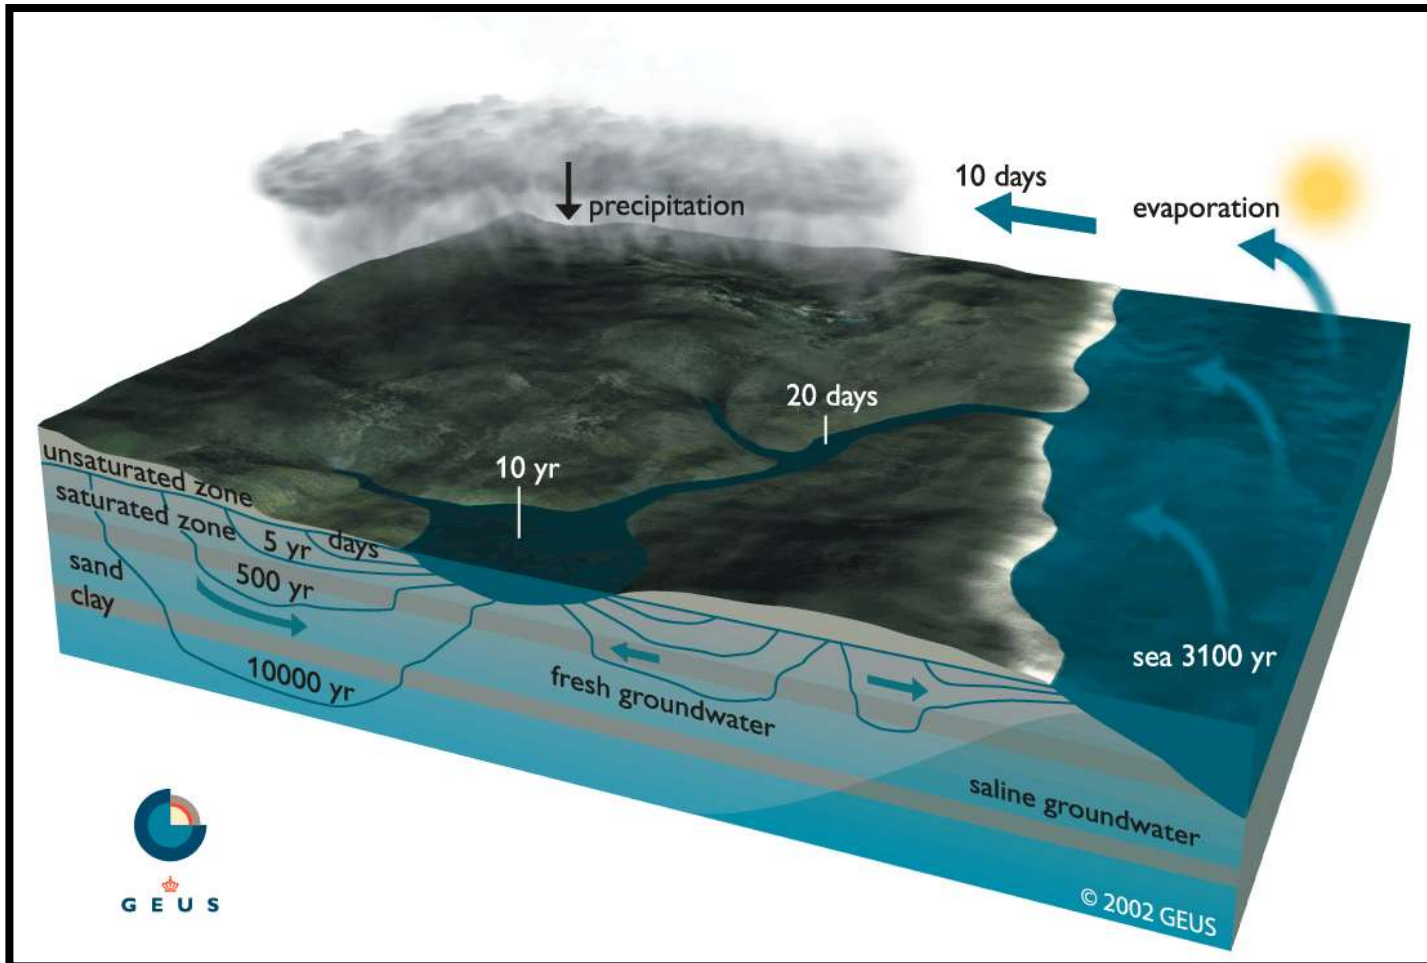 10 days
precipitation
evaporation
20 days
10 yr
unsaturated zone
saturated zone
5 yr
days
sand
500 yr
clay
10000 yr
fresh groundwater
sea 3100 yr
saline groundwater
GEUS
© 2002 GEUS